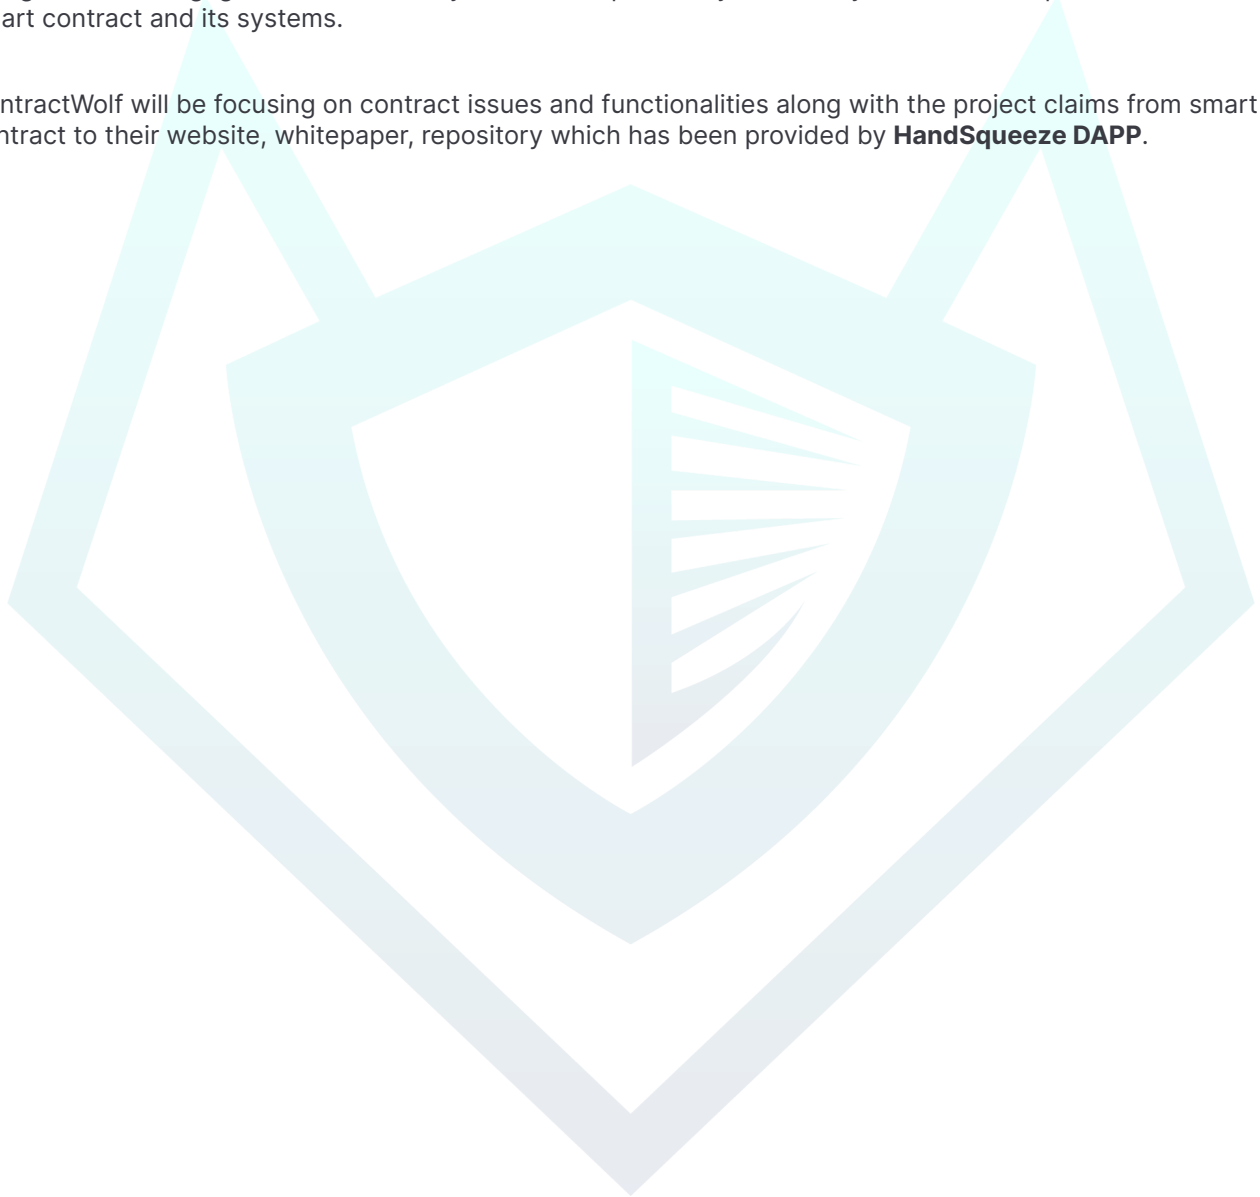 art contract and its systems.
ntractWolf will be focusing on contract issues and functionalities along with the project claims from smart
ntract to their website, whitepaper, repository which has been provided by HandSqueeze DAPP.